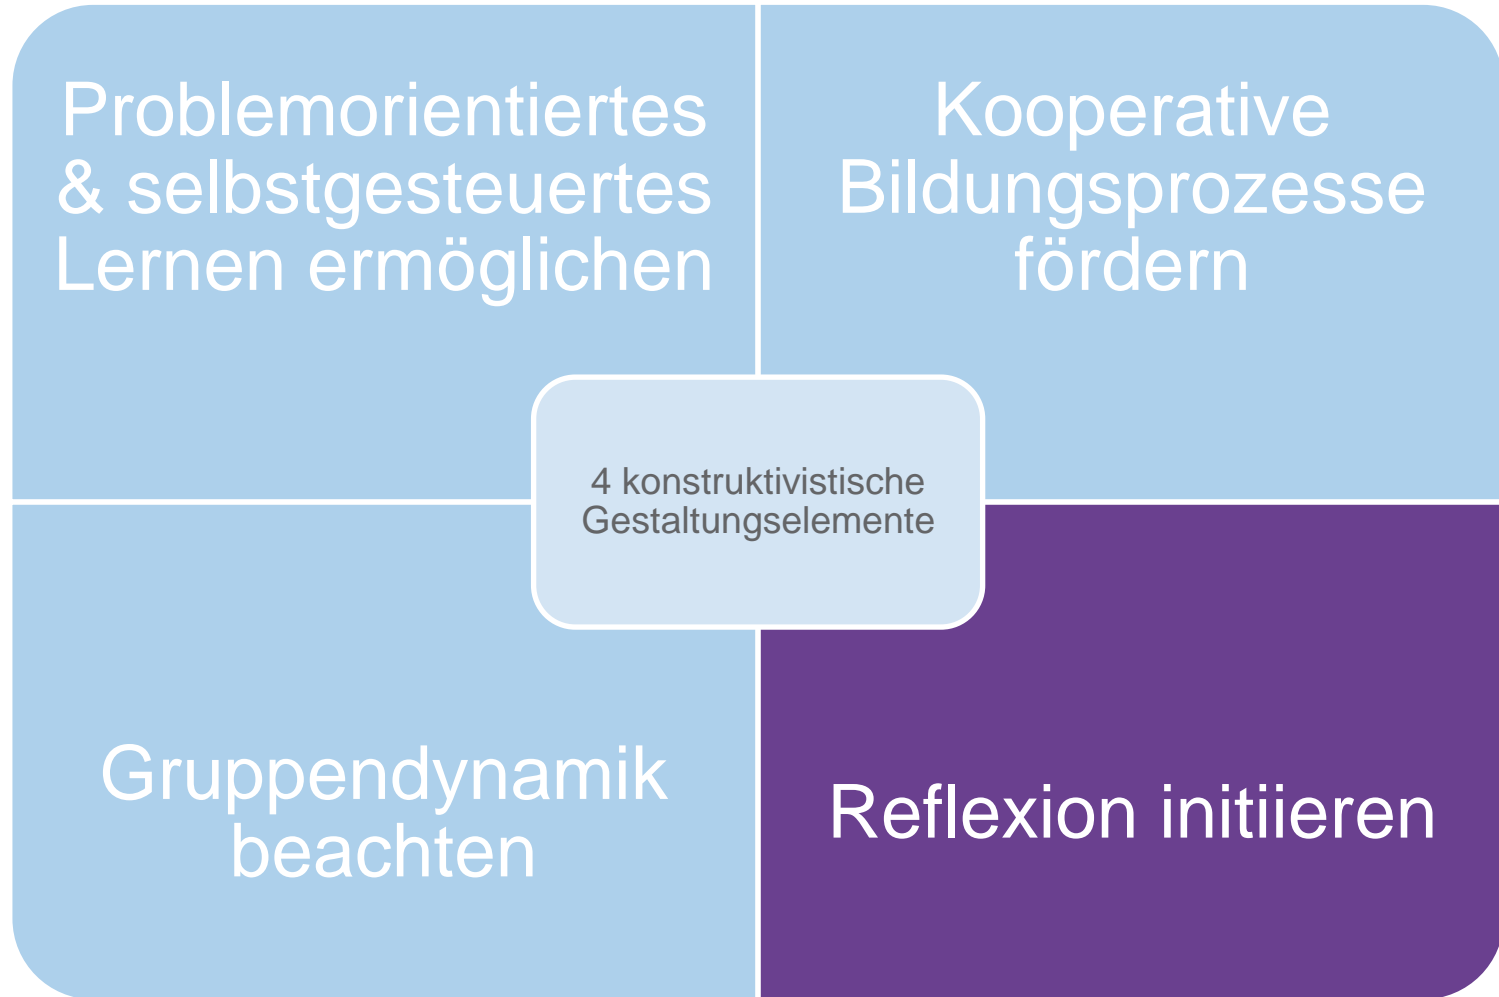 Problemorientiertes
& selbstgesteuertes
Lernen ermöglichen
Kooperative
Bildungsprozesse
fördern
4 konstruktivistische
Gestaltungselemente
Gruppendynamik
beachten
Reflexion initiieren